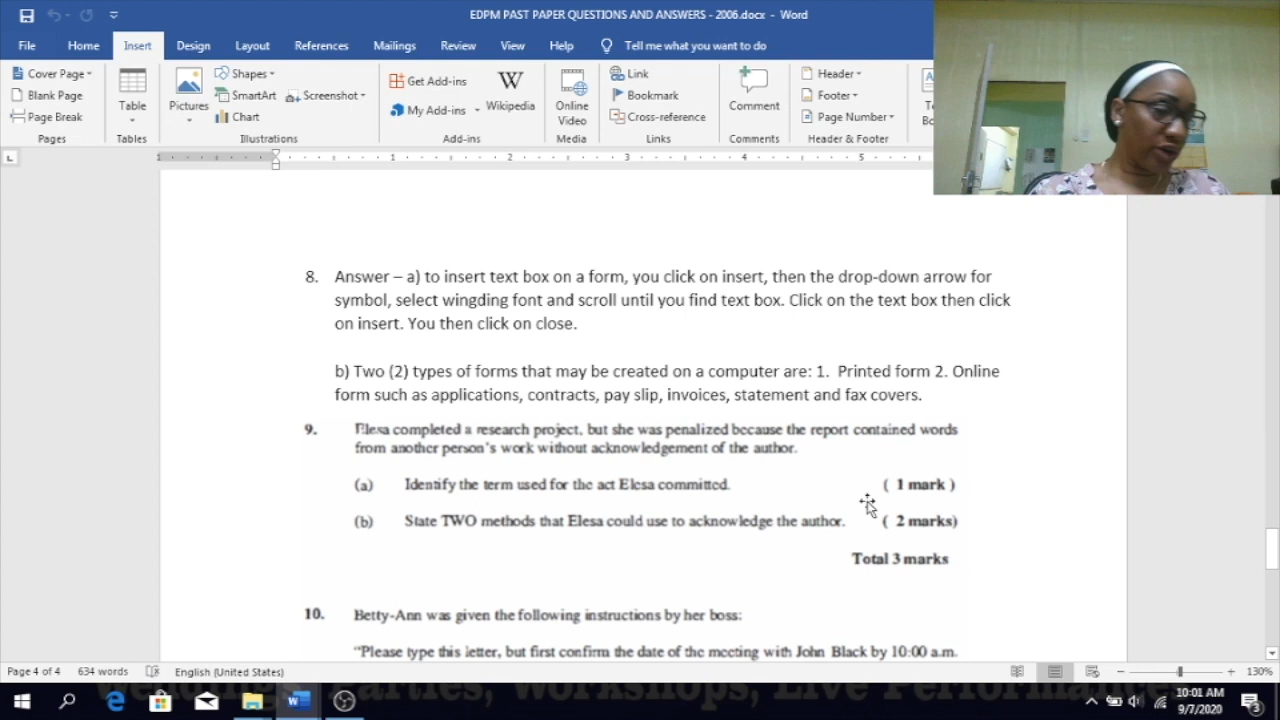 EDPM PAST PAPER QUESTIONS AND ANSWERS - 2006.docx - Word
File Home Insert Design Layout References Mailings Review View Help Tell me what you want to do
Cover Page
Blank Page
Page Break
Pages
Table
Tables
Pictures
Shapes
SmartArt
Chart
Screenshot
Illustrations
Get Add-ins
My Add-ins
Wikipedia
Add-ins
Online
Video
Media
Link
Bookmark
Cross-reference
Links
Comment
Comments
Header
Footer
Page Number
Header & Footer
1 1 2 3 4 5
8. Answer – a) to insert text box on a form, you click on insert, then the drop-down arrow for
symbol, select wingding font and scroll until you find text box. Click on the text box then click
on insert. You then click on close.
b) Two (2) types of forms that may be created on a computer are: 1. Printed form 2. Online
form such as applications, contracts, pay slip, invoices, statement and fax covers.
9. Elesa completed a research project, but she was penalized because the report contained words
from another person's work without acknowledgement of the author.
(a) Identify the term used for the act Elesa committed. ( 1 mark )
(b) State TWO methods that Elesa could use to acknowledge the author. ( 2 marks)
Total 3 marks
10. Betty-Ann was given the following instructions by her boss:
"Please type this letter, but first confirm the date of the meeting with John Black by 10:00 a.m.
Page 4 of 4 634 words English (United States) 130%
10:01 AM
9/7/2020